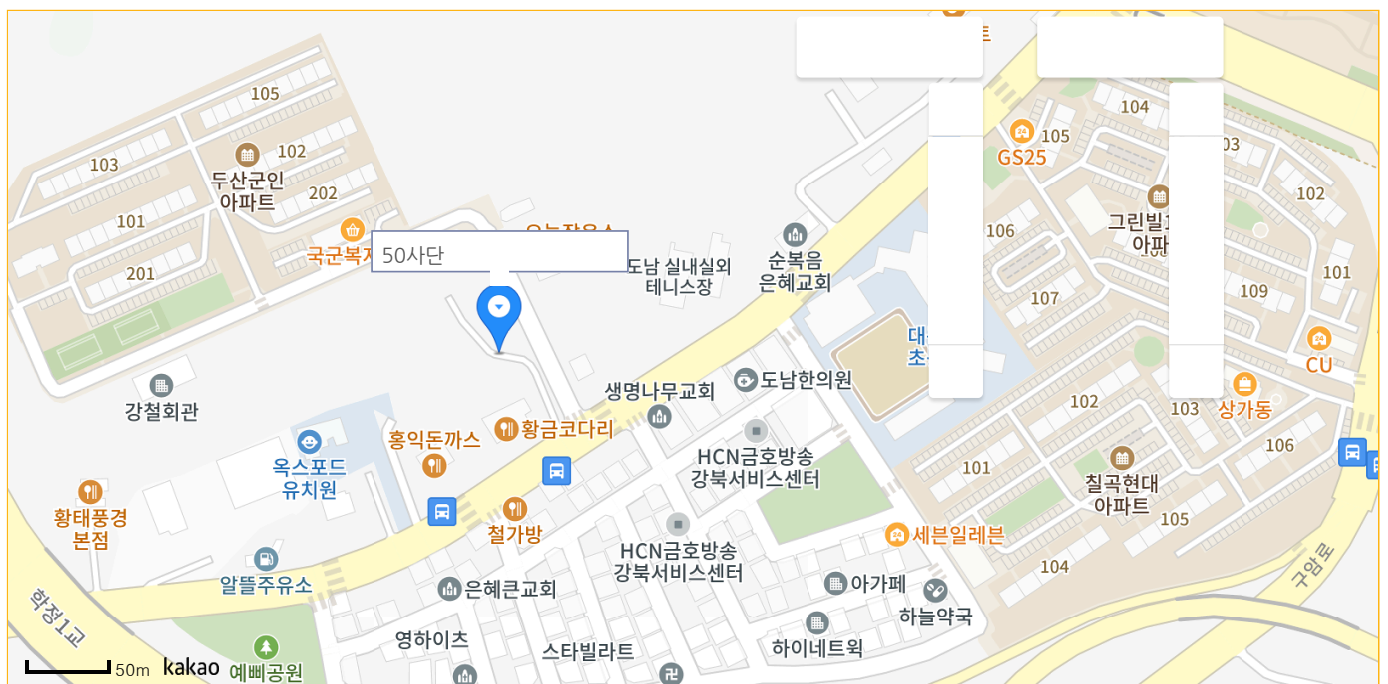 105
104
105
GS25
103
102
두산군인
아파트
202
102
그린빌1
아파
101
106
국군복지
50사단
순복음
은혜교회
도남 실내실외
테니스장
101
201
109
107
CU
도남한의원
생명나무교회
강철회관
102
103
상가동
황금코다리
홍익돈까스
HCN금호방송
강북서비스센터
106
101
칠곡현대
아파트
옥스포드
유치원
황태풍경
본점
철가방
105
세븐일레븐
HCN금호방송
강북서비스센터
104
구암로
알뜰주유소
은혜큰교회
아가페
하늘약국
학정1교
영하이츠
스타빌라트
하이네트웍
예삐공원
50m
kakao